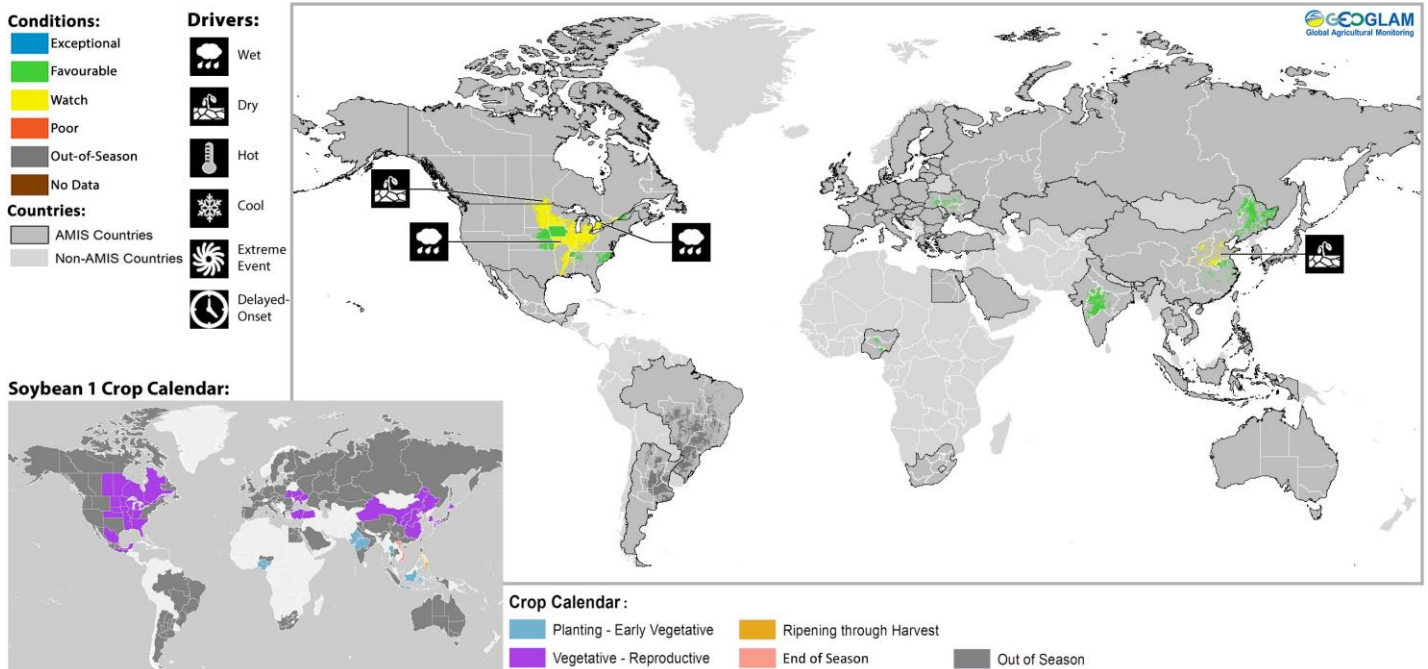 Conditions:
Exceptional
Favourable
Watch
Poor
Out-of-Season
No Data
Countries:
AMIS Countries
Non-AMIS Countries
Drivers:
Wet
Dry
Hot
Cool
Extreme
Event
Delayed-
Onset
GEOGLAM
Global Agricultural Monitoring
Soybean 1 Crop Calendar:
Crop Calendar :
Planting - Early Vegetative
Vegetative - Reproductive
Ripening through Harvest
End of Season
Out of Season